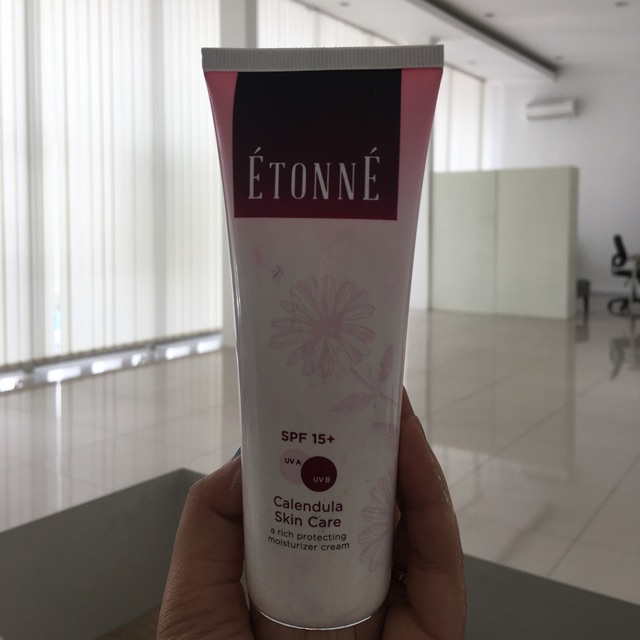 ÉTONNÉ
SPF 15+
UV A
UV B
Calendula
Skin Care
a rich protecting
moisturizer cream